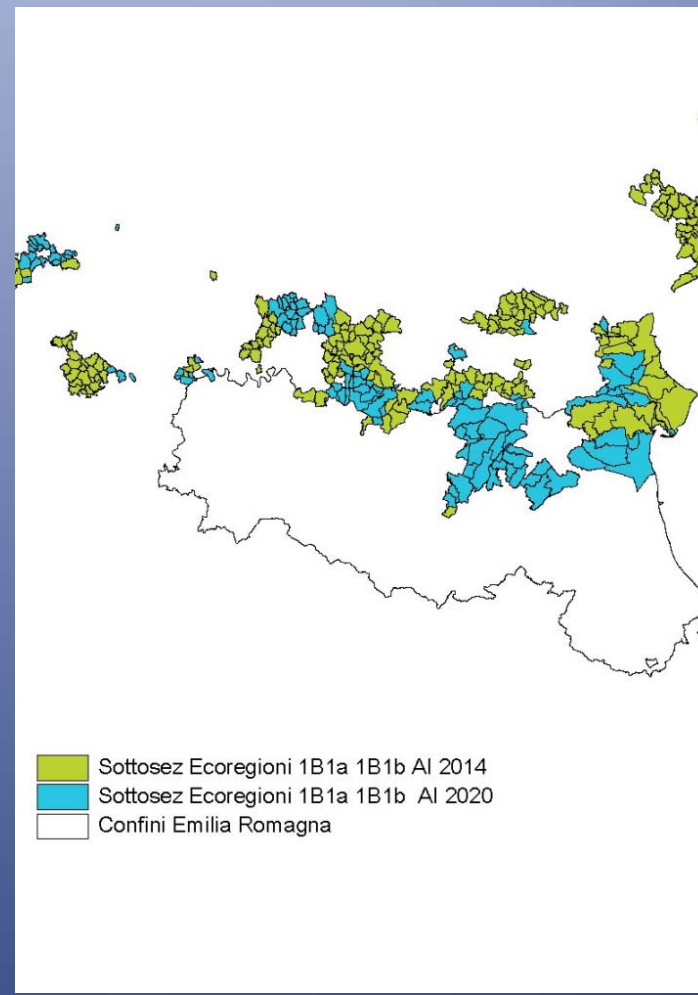 Sottosez Ecoregioni 1B1a 1B1b Al 2014
Sottosez Ecoregioni 1B1a 1B1b Al 2020
Confini Emilia Romagna